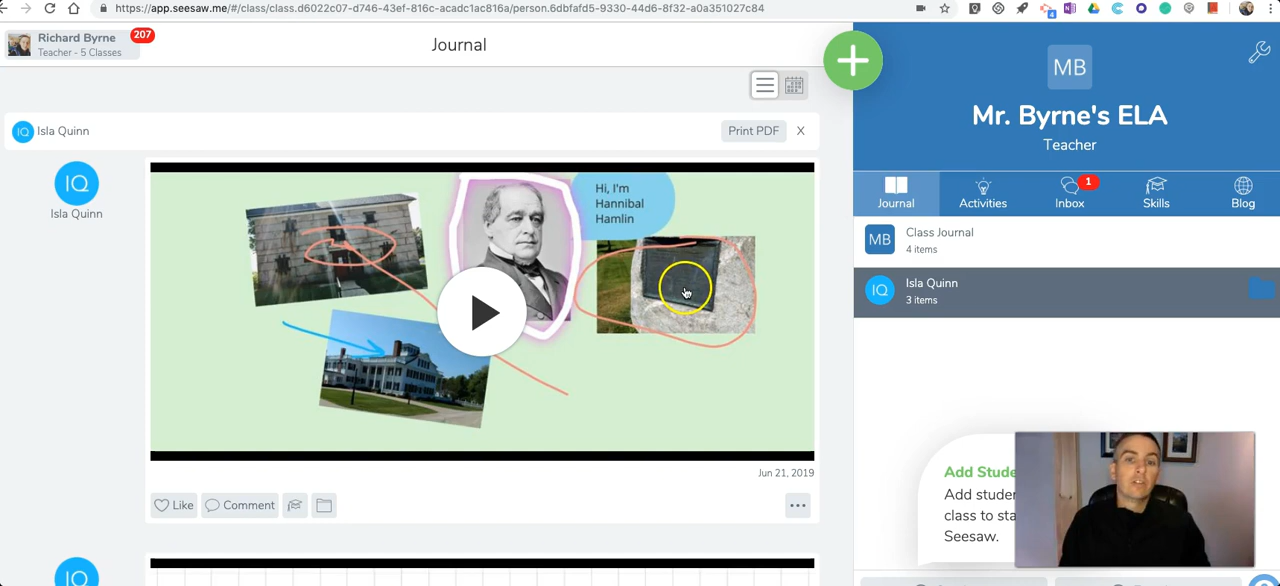 https://app.seesaw.me/#/class/class.d6022c07-d746-43ef-816c-acadc1ac816a/person.6dbfafd5-9330-44d6-8f32-a0a351027c84
Richard Byrne
207
Teacher - 5 Classes
Journal
IQ Isla Quinn
Print PDF X
IQ
Isla Quinn
Hi, I'm
Hannibal
Hamlin
Jun 21, 2019
Like
Comment
IQ
MB
Mr. Byrne's ELA
Teacher
Journal
Activities
1
Inbox
Skills
Blog
MB
Class Journal
4 items
IQ
Isla Quinn
3 items
Add Stude
Add studen
class to sta
Seesaw.